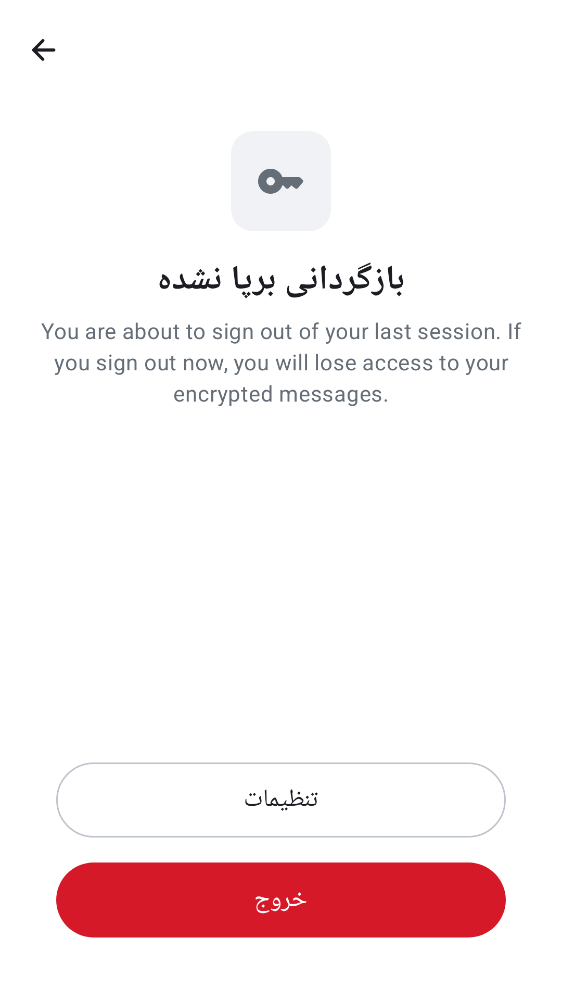 بازگردانی برپا نشده
You are about to sign out of your last session. If
you sign out now, you will lose access to your
encrypted messages.
تنظیمات
خروج